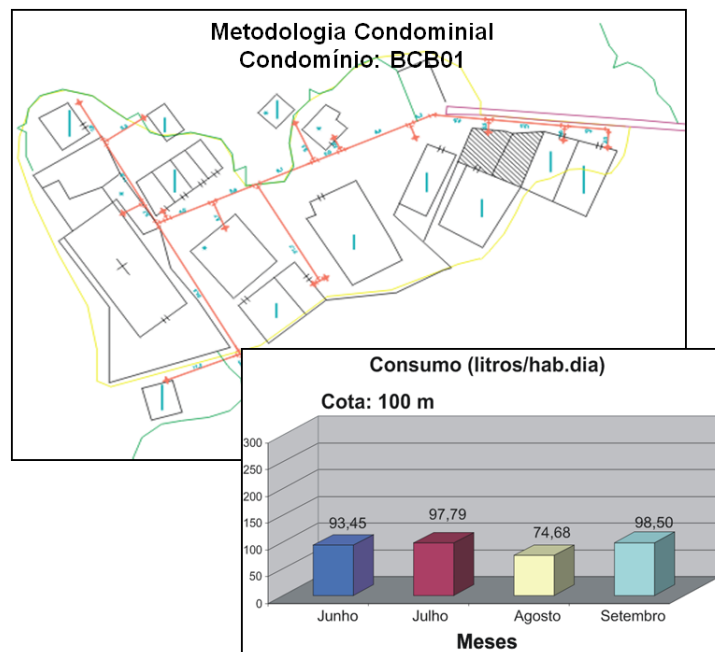 Metodologia Condominial
Condomínio: BCB01
Consumo (litros/hab.dia)
Cota: 100 m
300
250
200
150
100
50
0
93,45
97,79
74,68
98,50
Junho
Julho
Agosto
Setembro
Meses